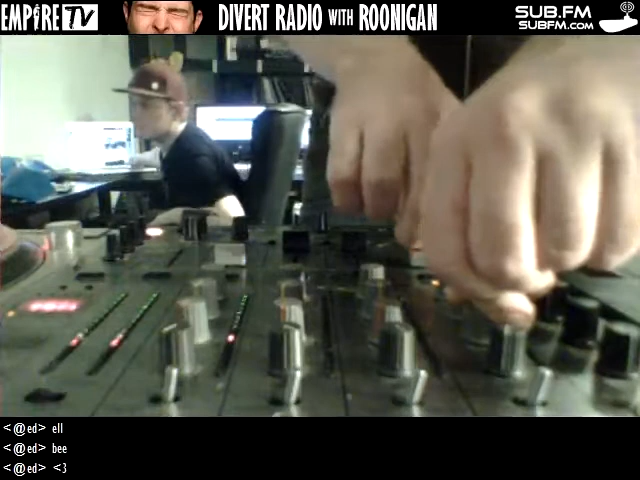 EMPIRE TV
DIVERT RADIO WITH ROONIGAN
SUB.FM
SUBFM.COM
<@ed> ell
<@ed> bee
<@ed> <3